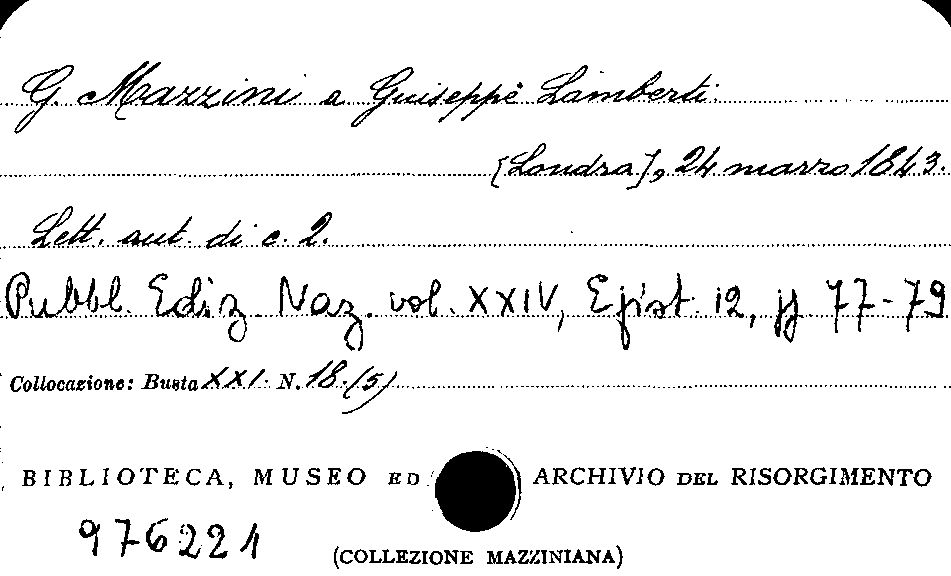 G. Mazzini a Guiseppe Lamberti.
[Londra], 24 marzo 1843.
Lett. aut. di c. 2.
Pubbl. Ediz. Naz. vol. XXIV, Epist. 12, pp 77-79
Collocazione: Busta XXI. N. 18.(5)
BIBLIOTECA, MUSEO ED ARCHIVIO DEL RISORGIMENTO
976221
(COLLEZIONE MAZZINIANA)